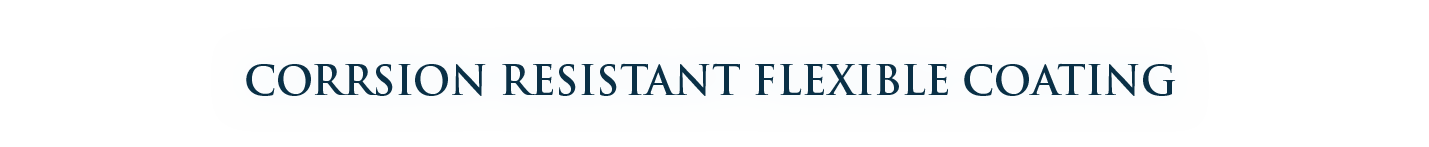 CORRSION RESISTANT FLEXIBLE COATING